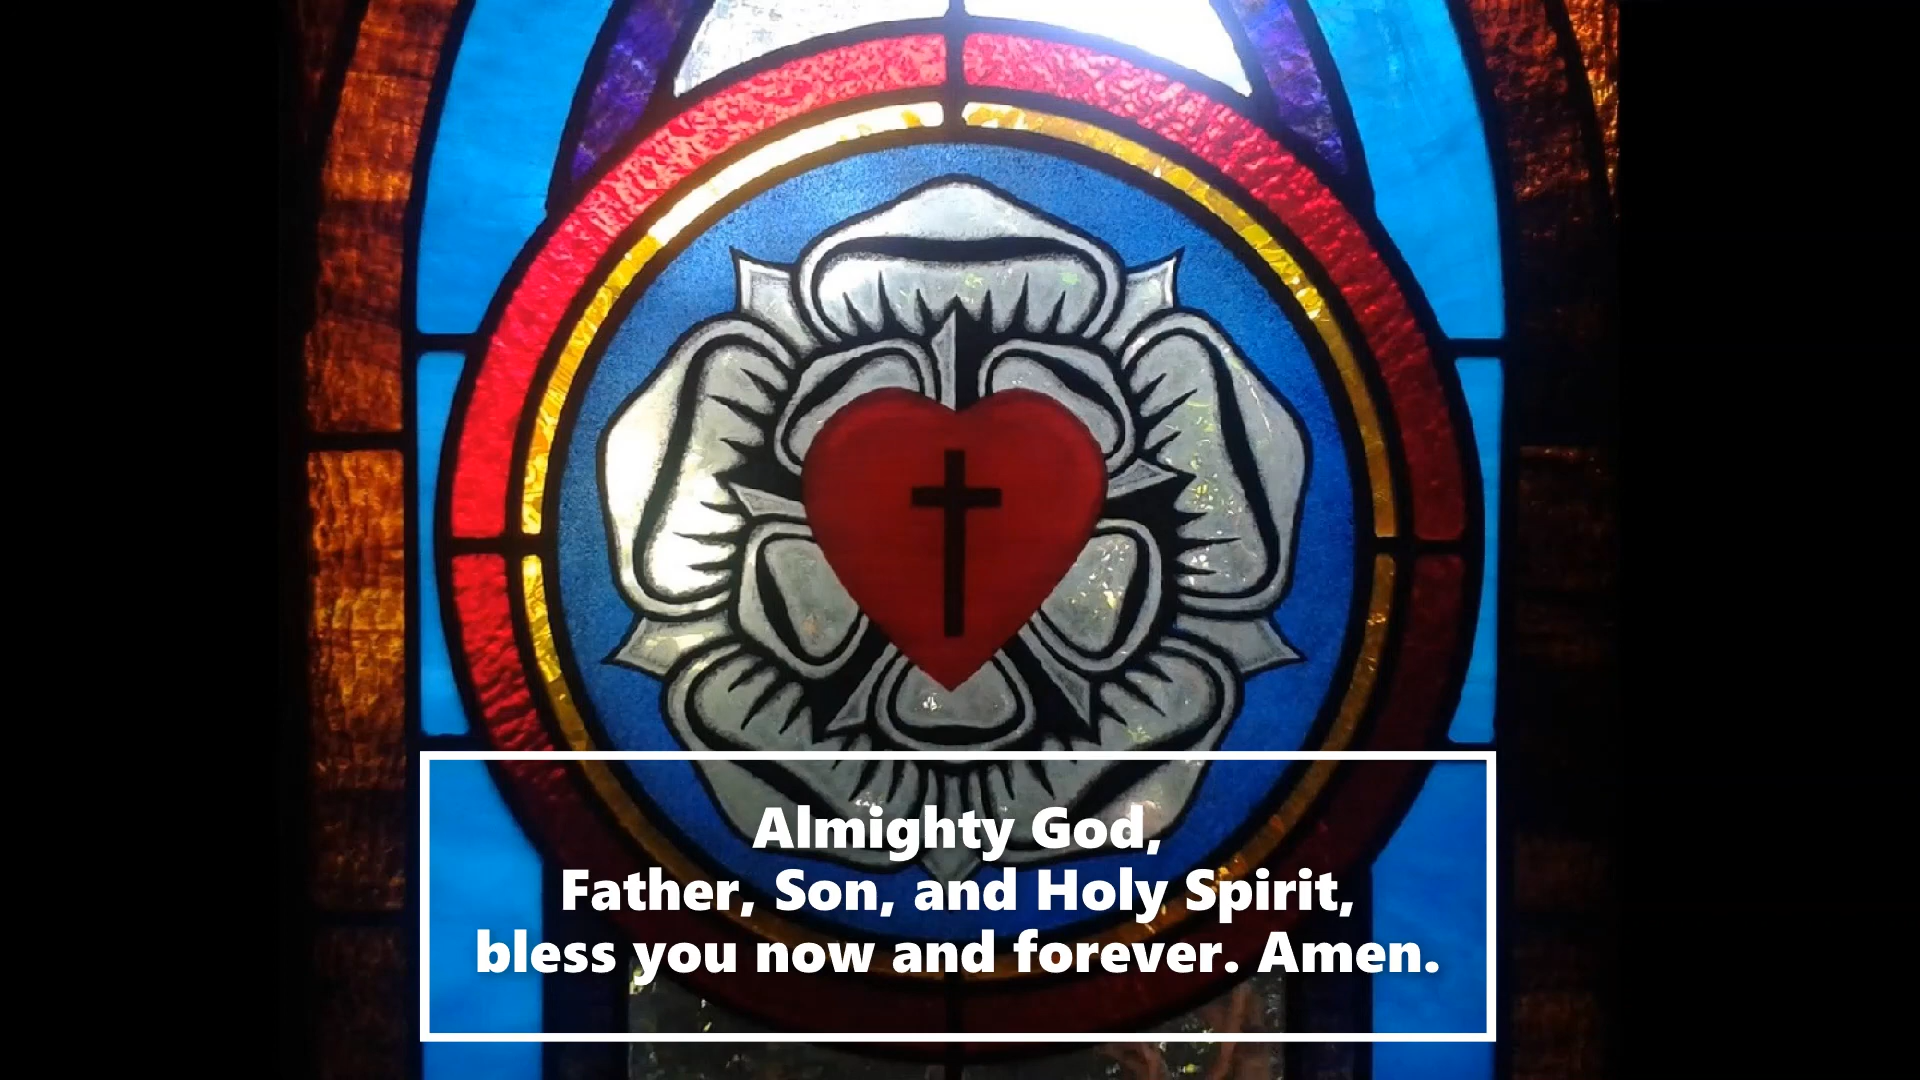 Almighty God,
Father, Son, and Holy Spirit,
bless you now and forever. Amen.